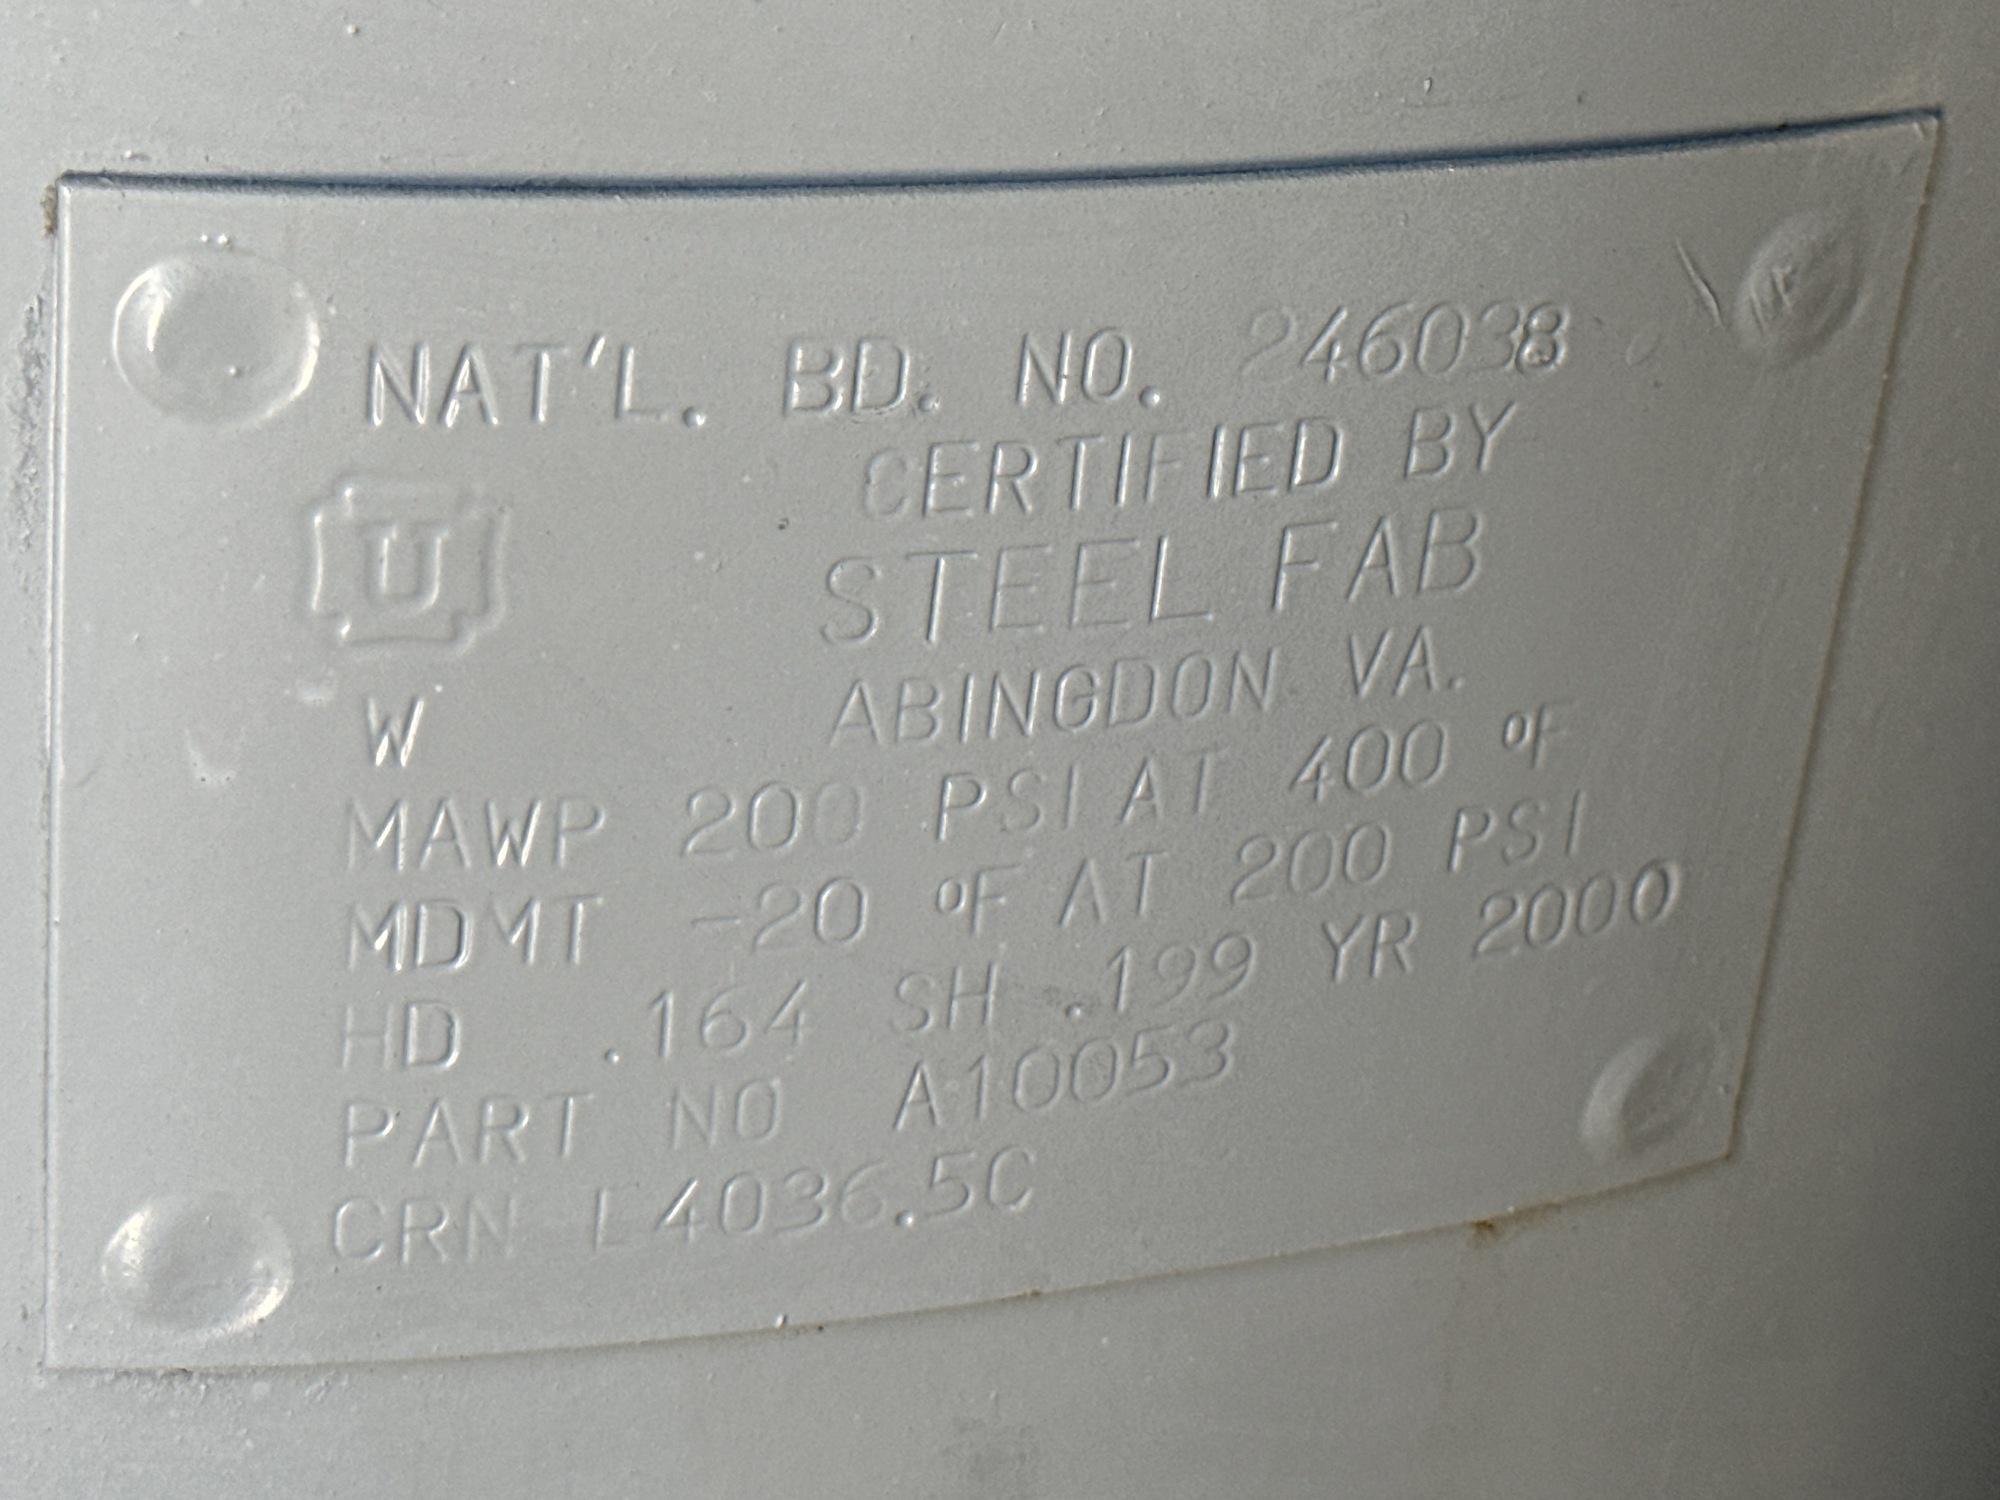 NAT'L. BD. NO. 246038
CERTIFIED BY
U
STEEL FAB
W
ABINGDON VA.
MAWP 200 PSI AT 400 °F
MDMT -20 °F AT 200 PSI
HD .164 SH .199 YR 2000
PART NO A10053
CRN L4036.5C